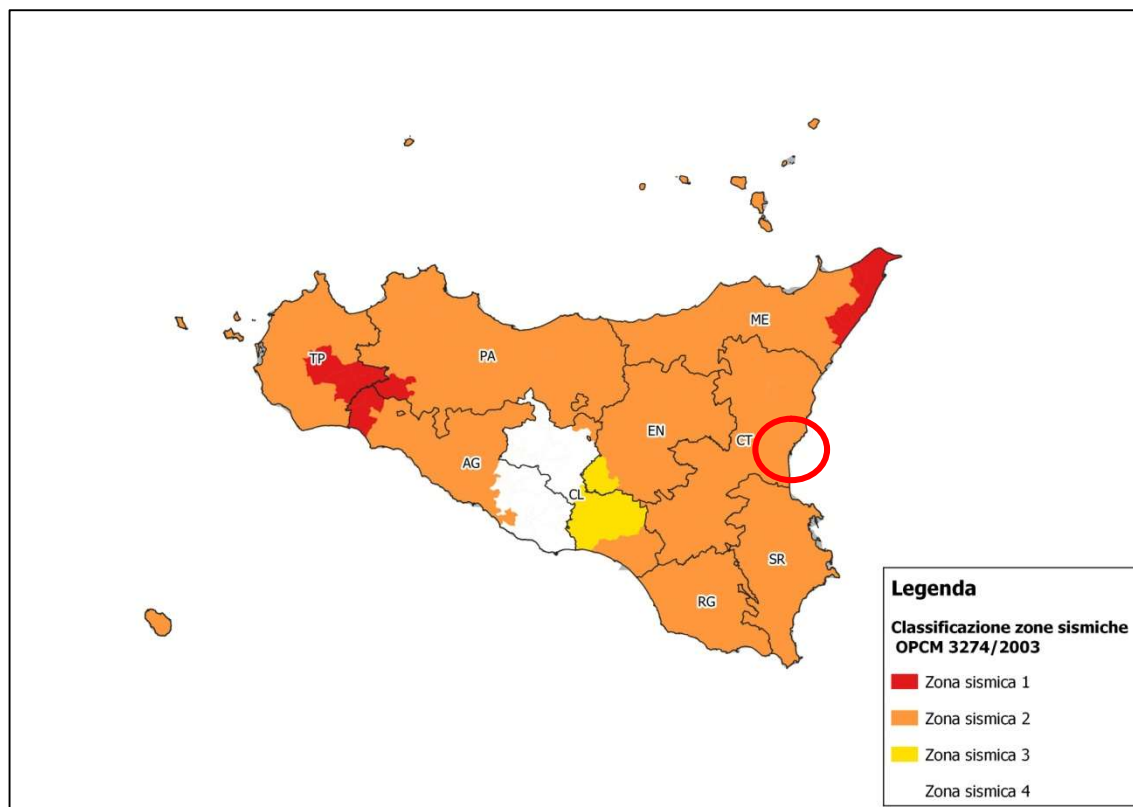 ME
PA
TP
EN
CT
AG
CL
SR
RG
Legenda
Classificazione zone sismiche
OPCM 3274/2003
Zona sismica 1
Zona sismica 2
Zona sismica 3
Zona sismica 4